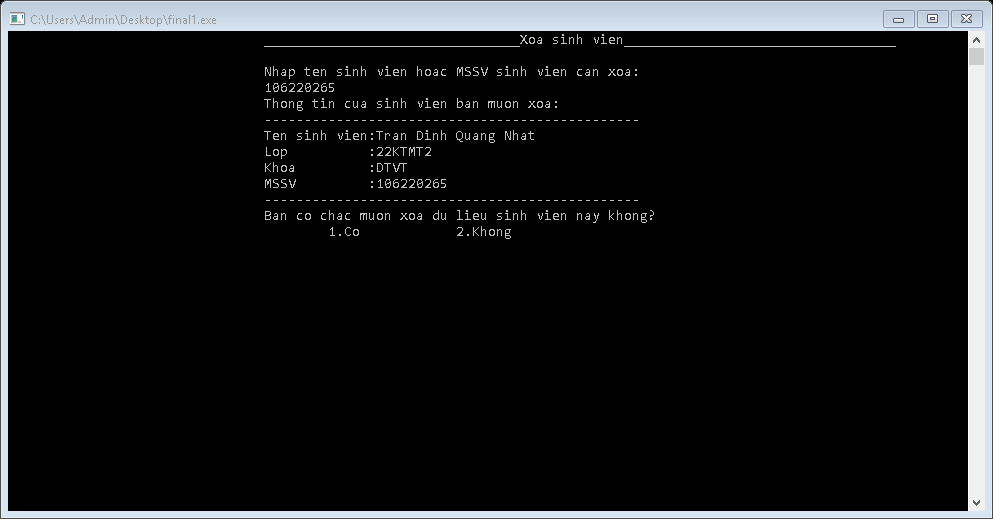 C:\Users\Admin\Desktop\final1.exe
Xoa sinh vien
Nhap ten sinh vien hoac MSSV sinh vien can xoa:
106220265
Thong tin cua sinh vien ban muon xoa:
-----------------------------------------------
Ten sinh vien:Tran Dinh Quang Nhat
Lop :22KTMT2
Khoa :DTVT
MSSV :106220265
-----------------------------------------------
Ban co chac muon xoa du lieu sinh vien nay khong?
1.Co 2.Khong